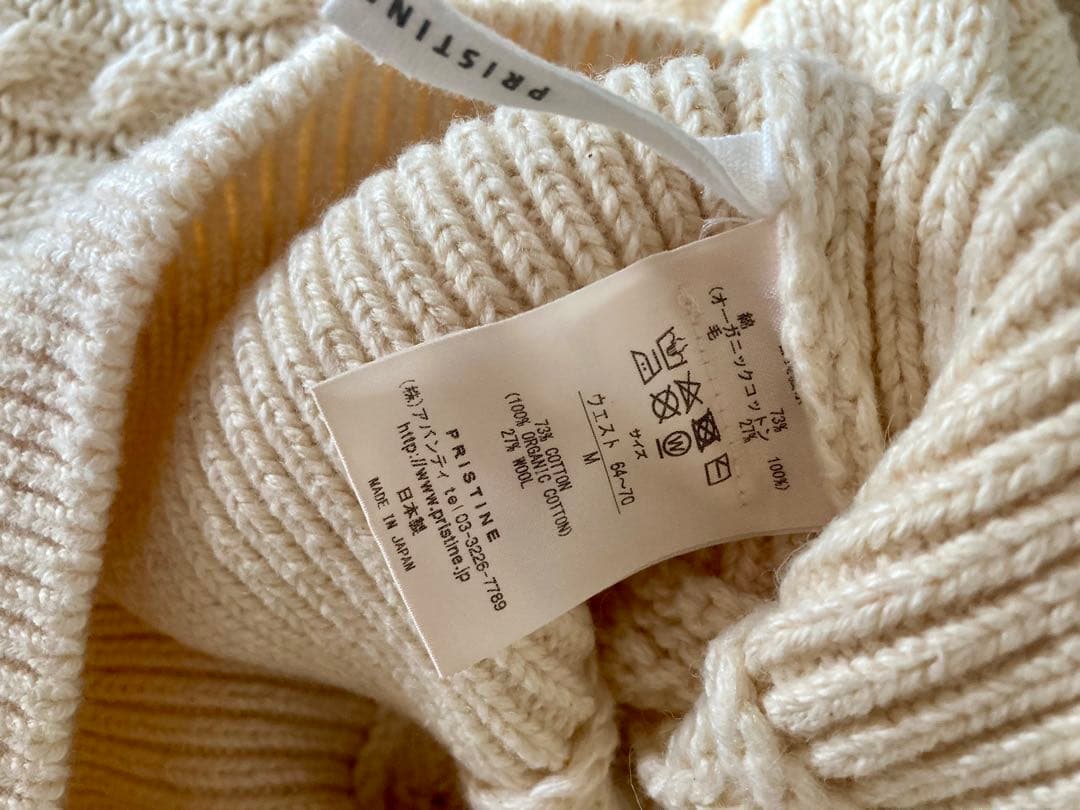 PRISTINE
綿 73%
(オーガニックコットン 100%)
毛 27%
W
サイズ
ウエスト 64~70
M
73% COTTON
(100% ORGANIC COTTON)
27% WOOL
PRISTINE
(株)アバンティ tel 03-3226-7789
http://www.pristine.jp
日本製
MADE IN JAPAN